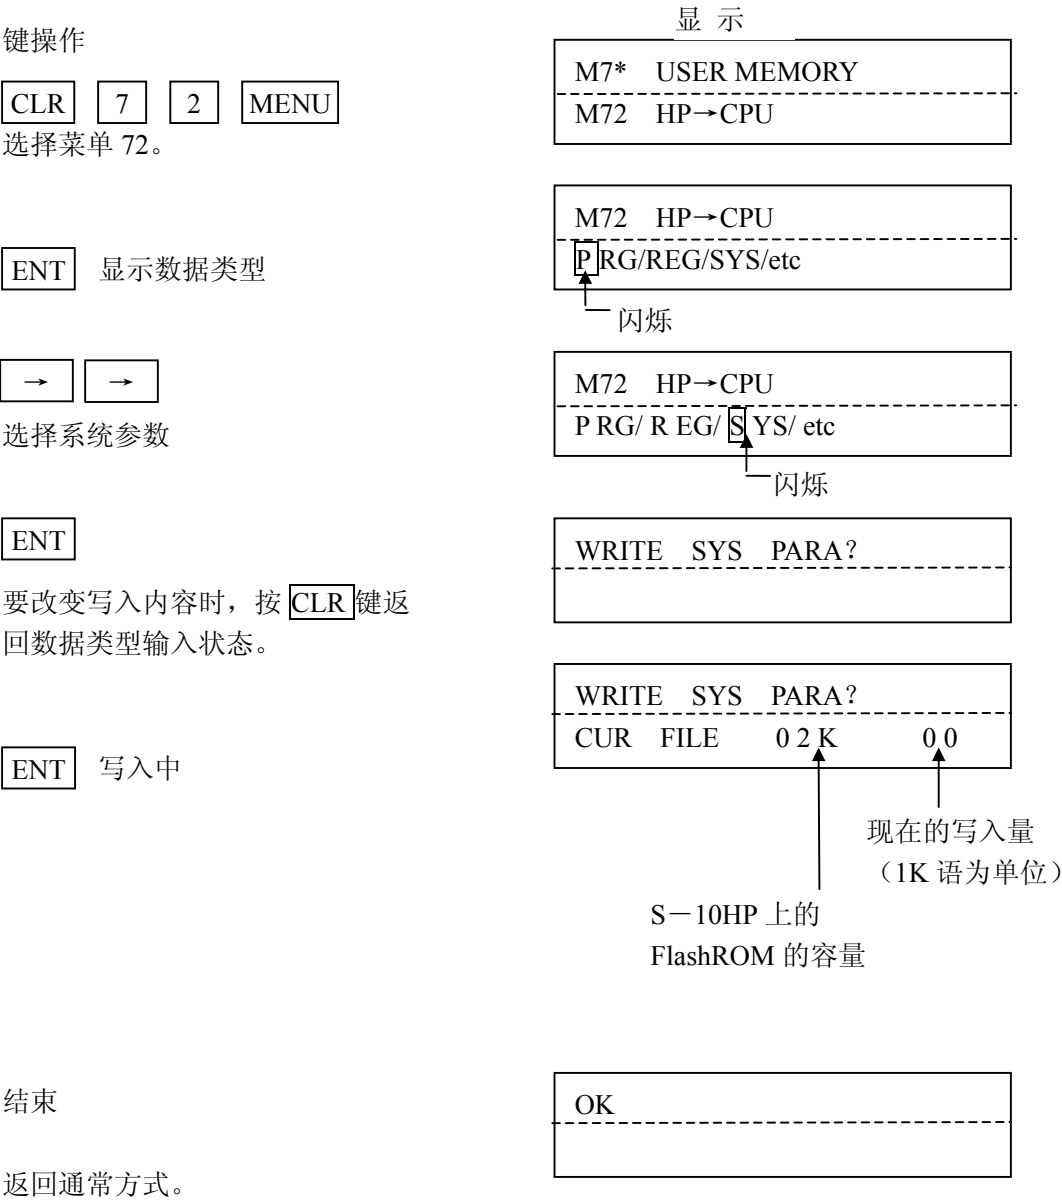 显 示
键操作
M7* USER MEMORY
CLR 7 2 MENU
M72 HP→CPU
选择菜单 72。
M72 HP→CPU
ENT 显示数据类型
P RG/REG/SYS/etc
闪烁
→ →
M72 HP→CPU
选择系统参数
P RG/ R EG/ S YS/ etc
闪烁
ENT
WRITE SYS PARA？
要改变写入内容时，按 CLR 键返
回数据类型输入状态。
WRITE SYS PARA？
CUR FILE 0 2 K 0 0
ENT 写入中
现在的写入量
（1K 语为单位）
S－10HP 上的
FlashROM 的容量
结束
OK
返回通常方式。